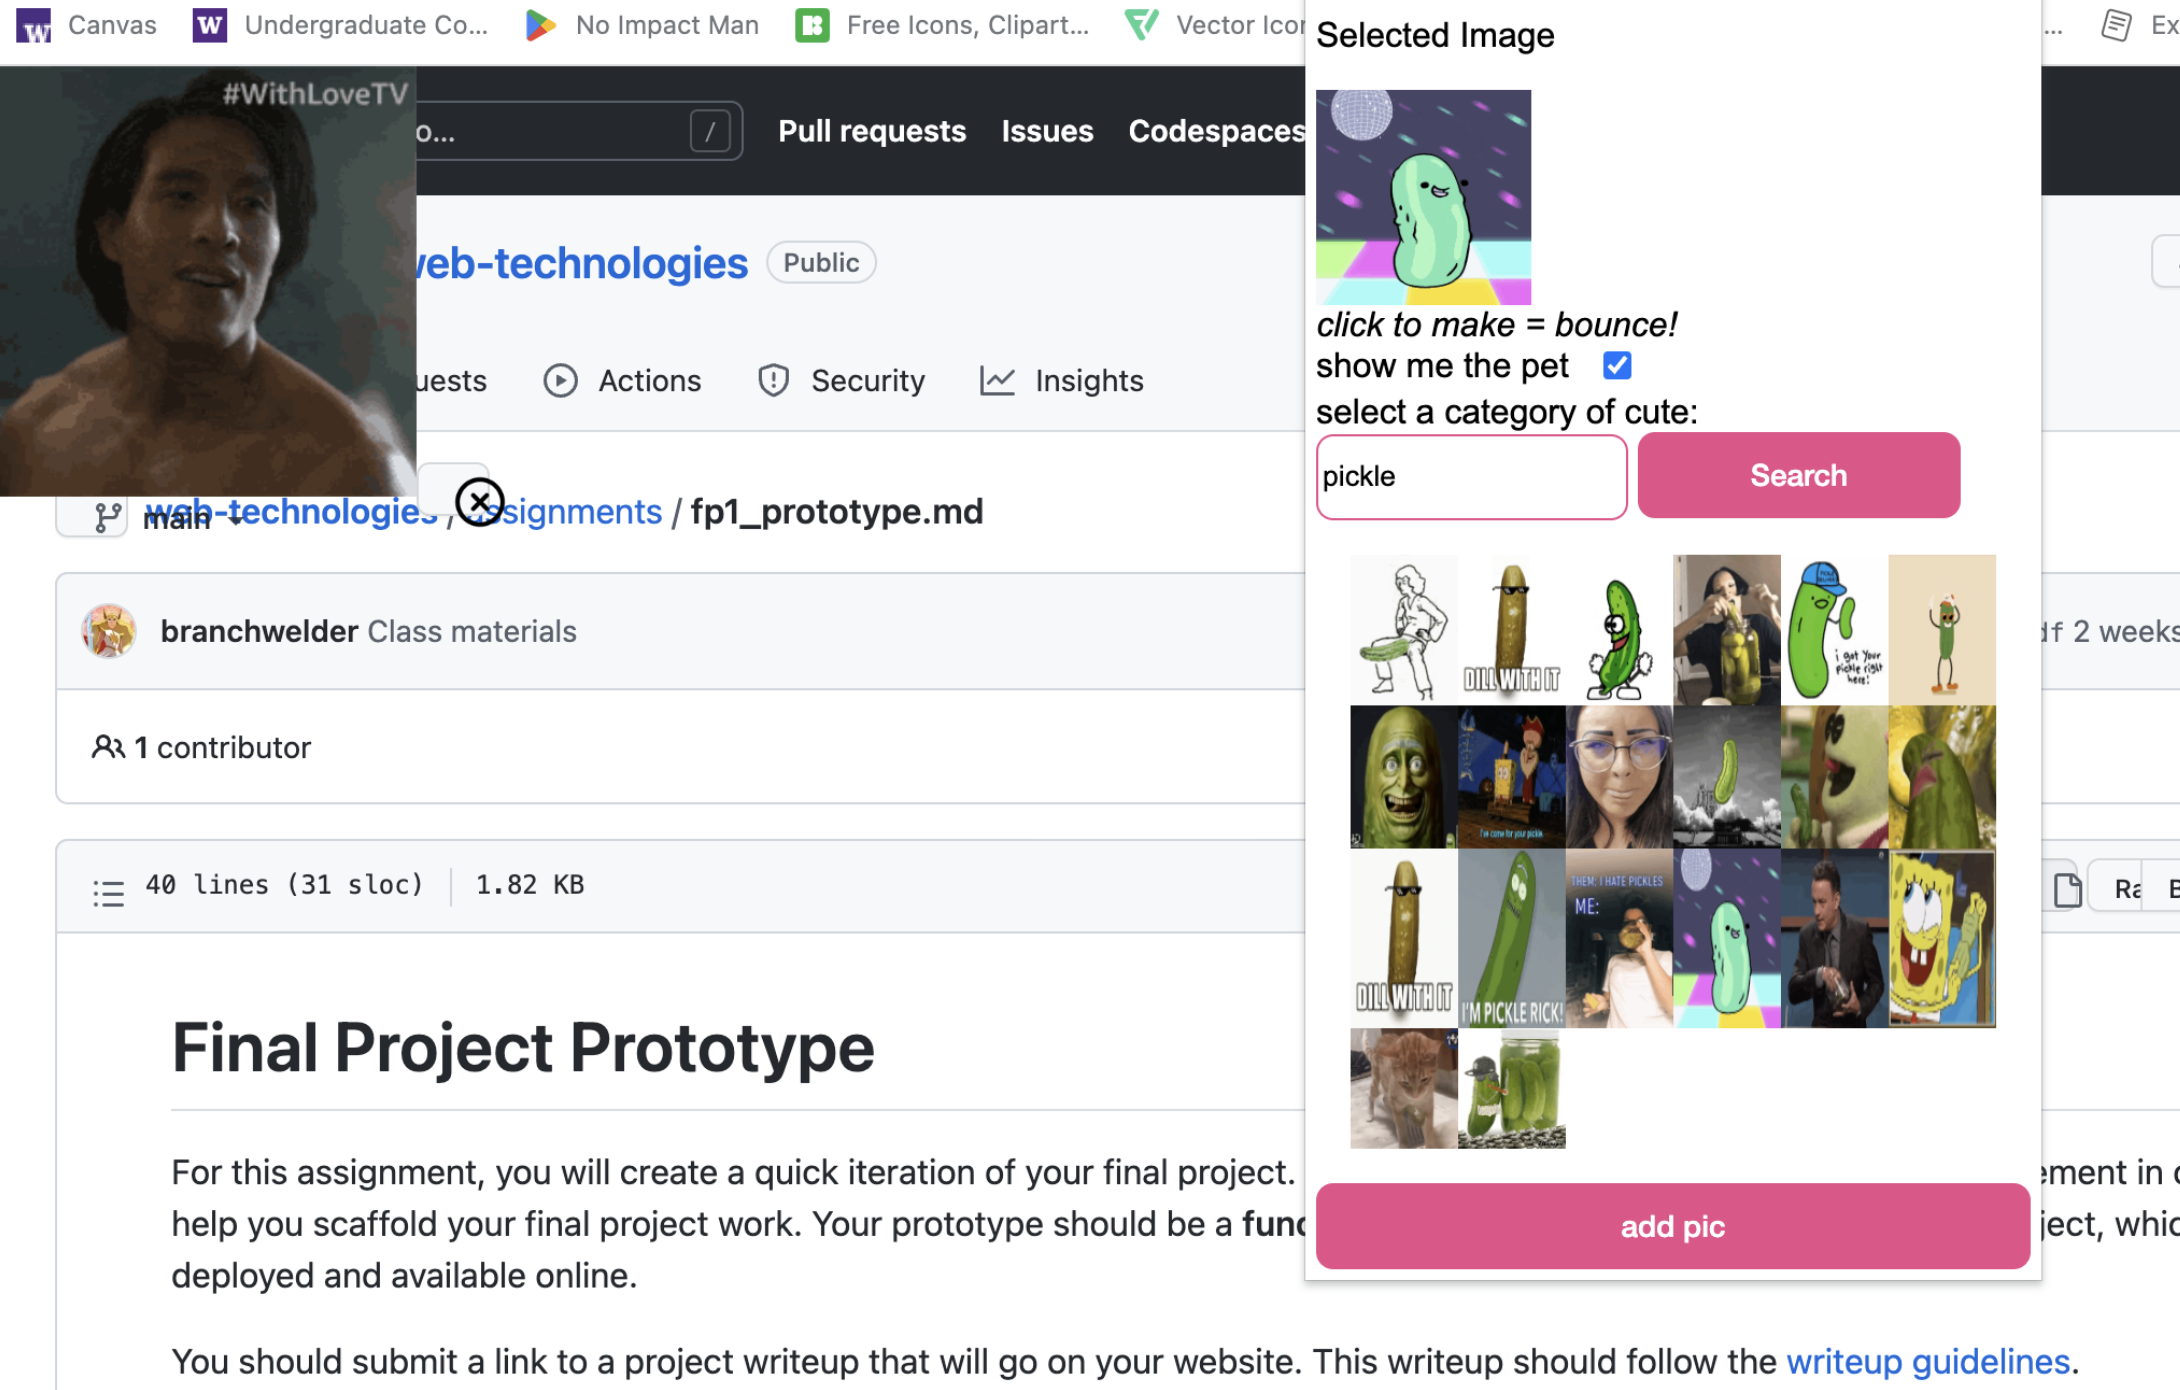 Canvas
Undergraduate Co...
No Impact Man
Free Icons, Clipart...
Vector Icor
...
Ex
#WithLoveTV
o...
/
Pull requests
Issues
Codespaces
veb-technologies
Public
uests
Actions
Security
Insights
main
web-technologies / assignments / fp1_prototype.md
branchwelder Class materials
df 2 weeks
1 contributor
40 lines (31 sloc)
1.82 KB
Ra
B
Final Project Prototype
For this assignment, you will create a quick iteration of your final project.
ement in c
help you scaffold your final project work. Your prototype should be a func
ject, whic
deployed and available online.
You should submit a link to a project writeup that will go on your website. This writeup should follow the writeup guidelines.
Selected Image
click to make = bounce!
show me the pet
select a category of cute:
pickle
Search
DILL WITH IT
i got your
pickle right
here!
I've come for your pickle
DILL WITH IT
I'M PICKLE RICK!
THEM: I HATE PICKLES
ME:
add pic